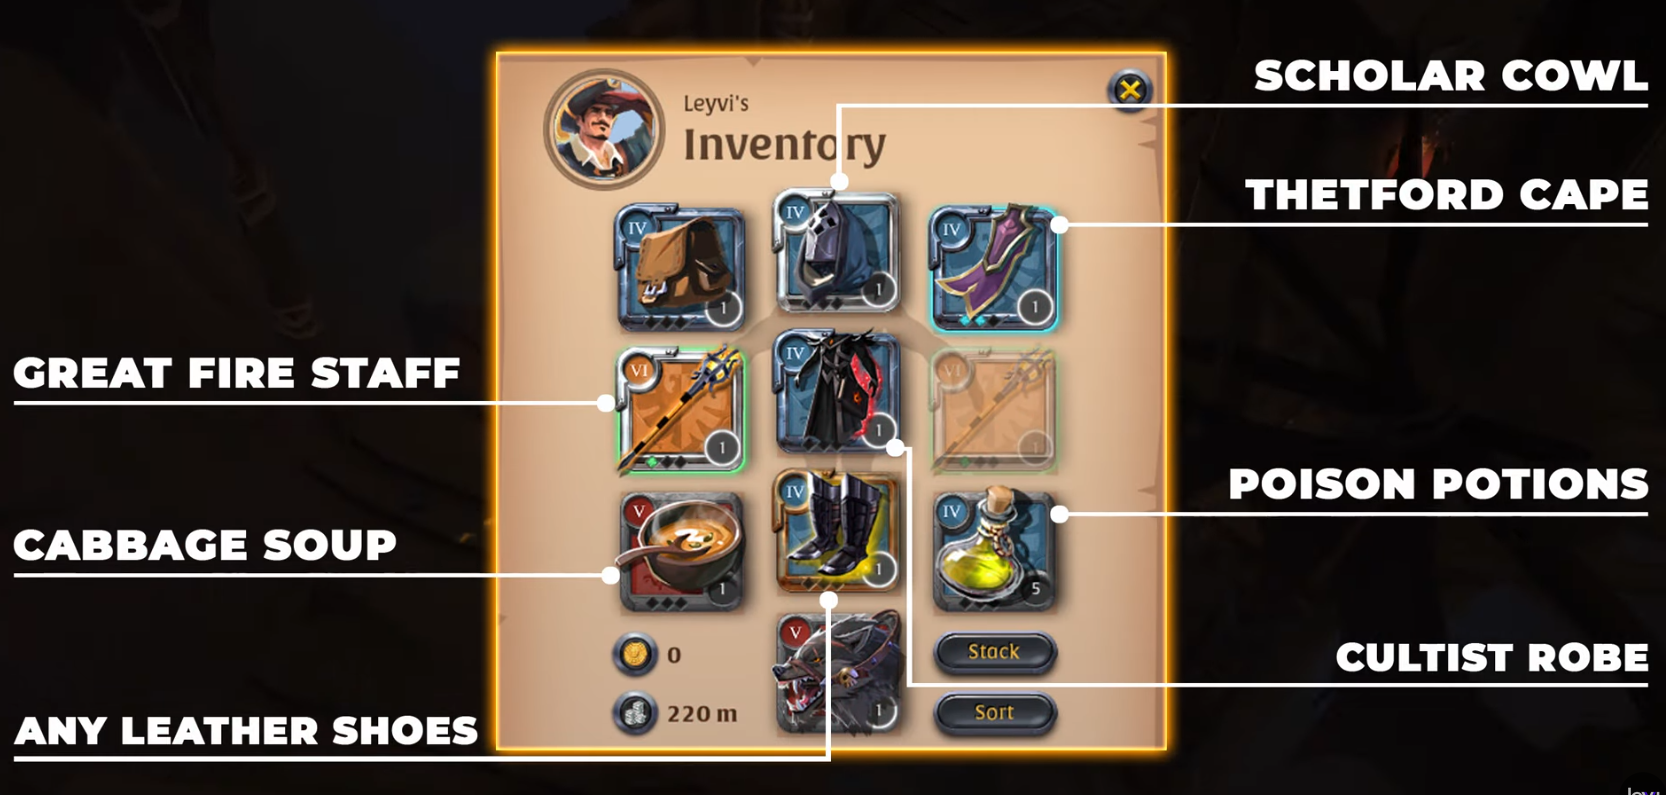 SCHOLAR COWL
Leyvi's
Inventory
THETFORD CAPE
IV
1
IV
1
IV
1
GREAT FIRE STAFF
VI
1
IV
1
VI
1
POISON POTIONS
CABBAGE SOUP
V
1
IV
1
IV
5
0
V
1
Stack
CULTIST ROBE
220 m
Sort
ANY LEATHER SHOES